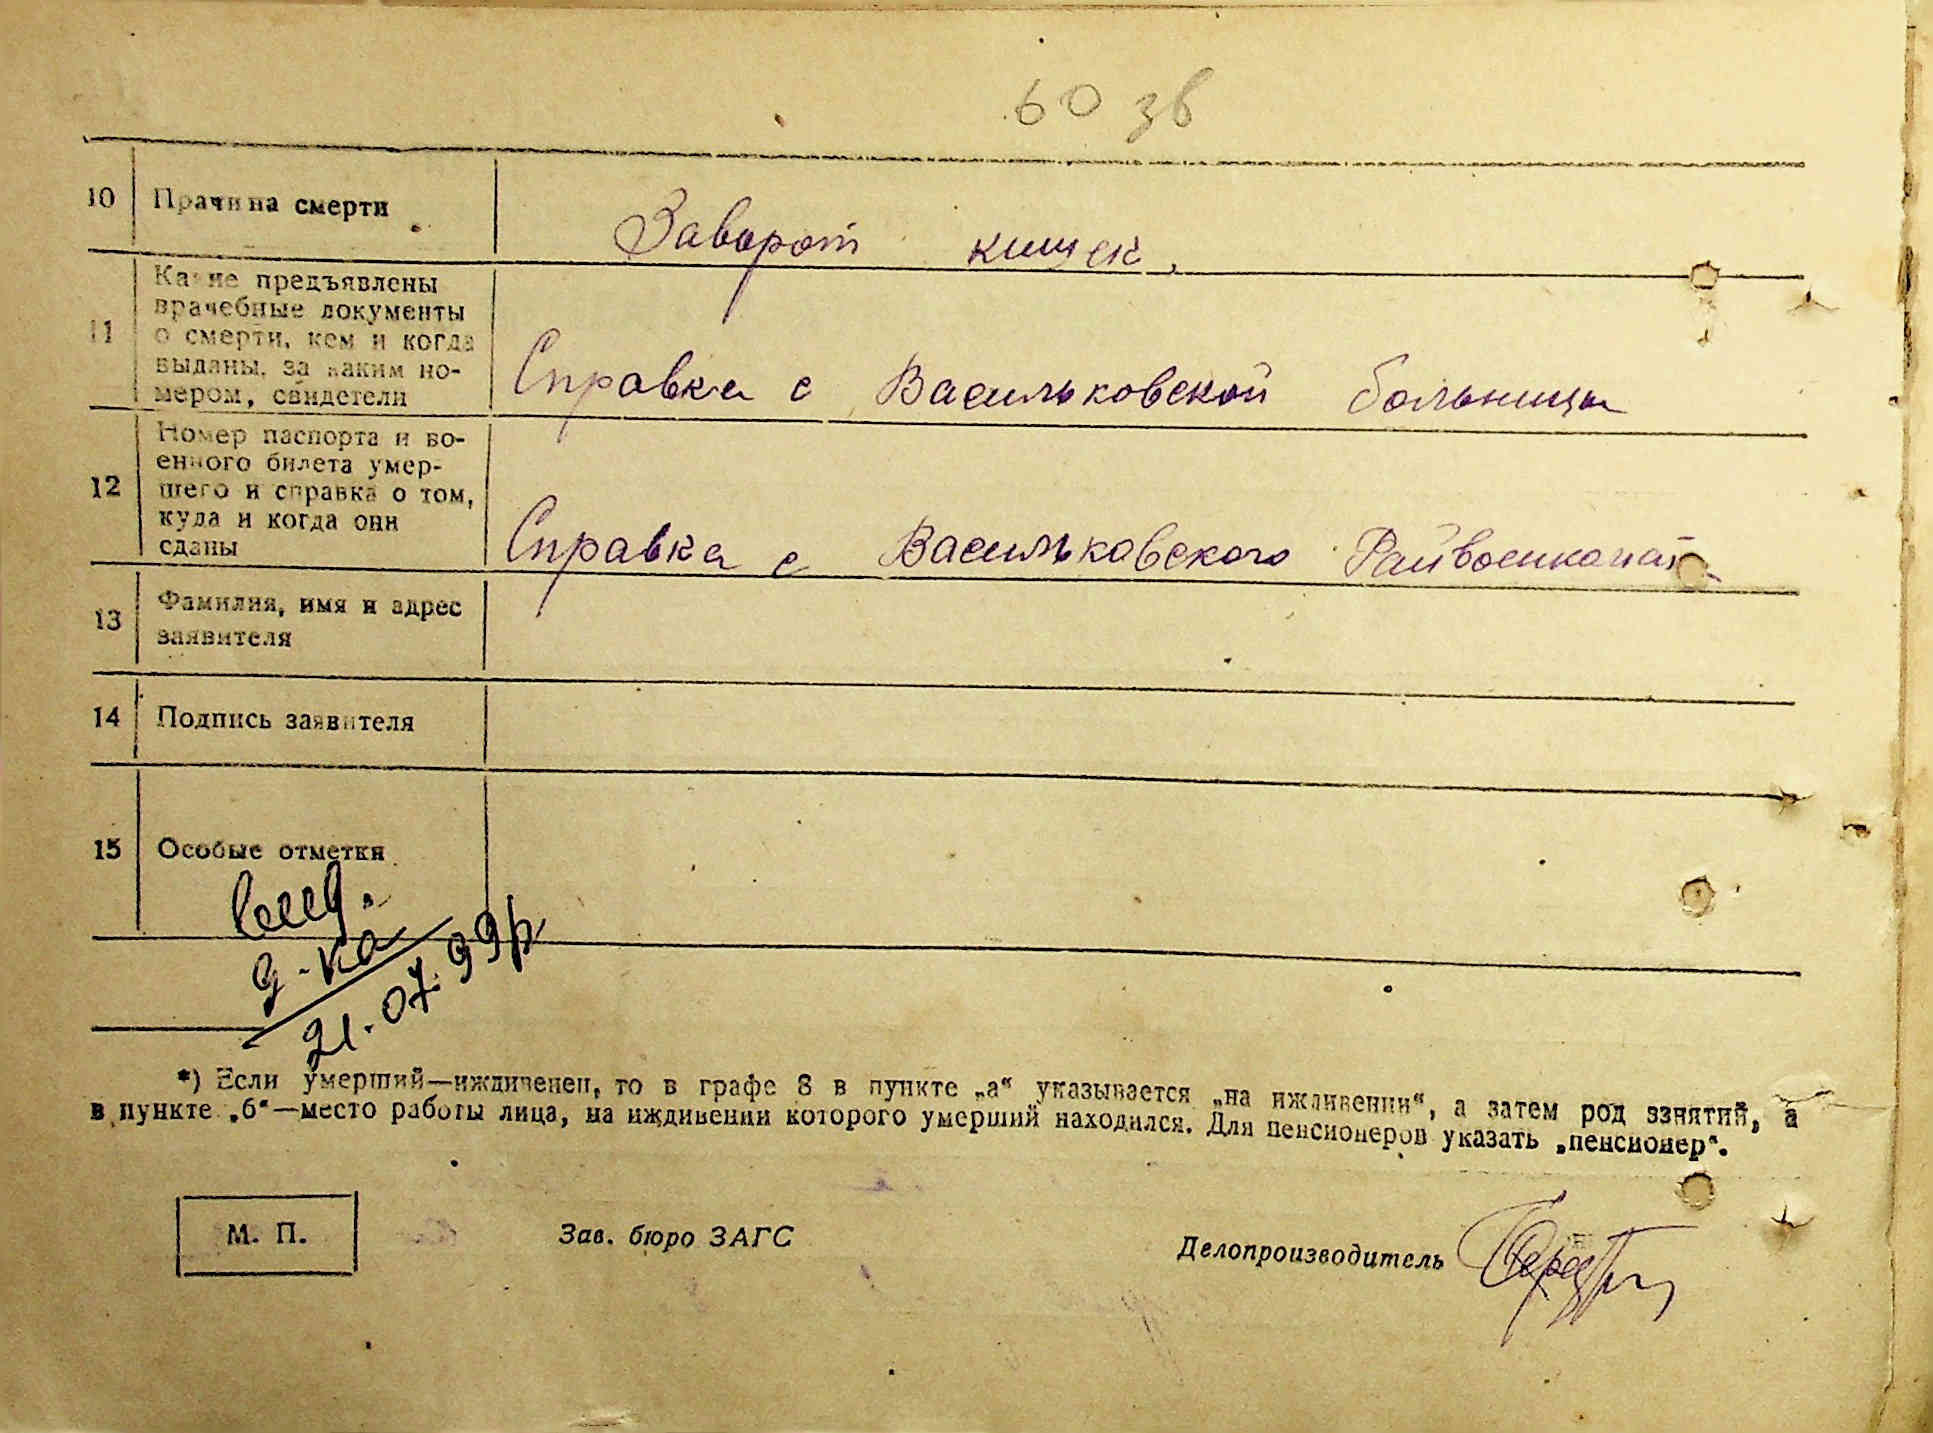 60 зв
10 Причина смерти Заворот кишек.
11 Какие предъявлены
врачебные документы
о смерти, кем и когда
выданы, за каким но-
мером, свидетели
Справка с Васильковской больницы
12 Номер паспорта и во-
енного билета умер-
шего и справка о том,
куда и когда они
сданы
Справка с Васильковского Райвоенкомат
13 Фамилия, имя и адрес
заявителя
14 Подпись заявителя
15 Особые отметки
д-ка
21.07.99р
*) Если умерший—иждивенец, то в графе 8 в пункте „а“ указывается „на иждивении“, а затем род занятий, а
в пункте „б“—место работы лица, на иждивении которого умерший находился. Для пенсионеров указать „пенсионер“.
М. П. Зав. бюро ЗАГС Делопроизводитель